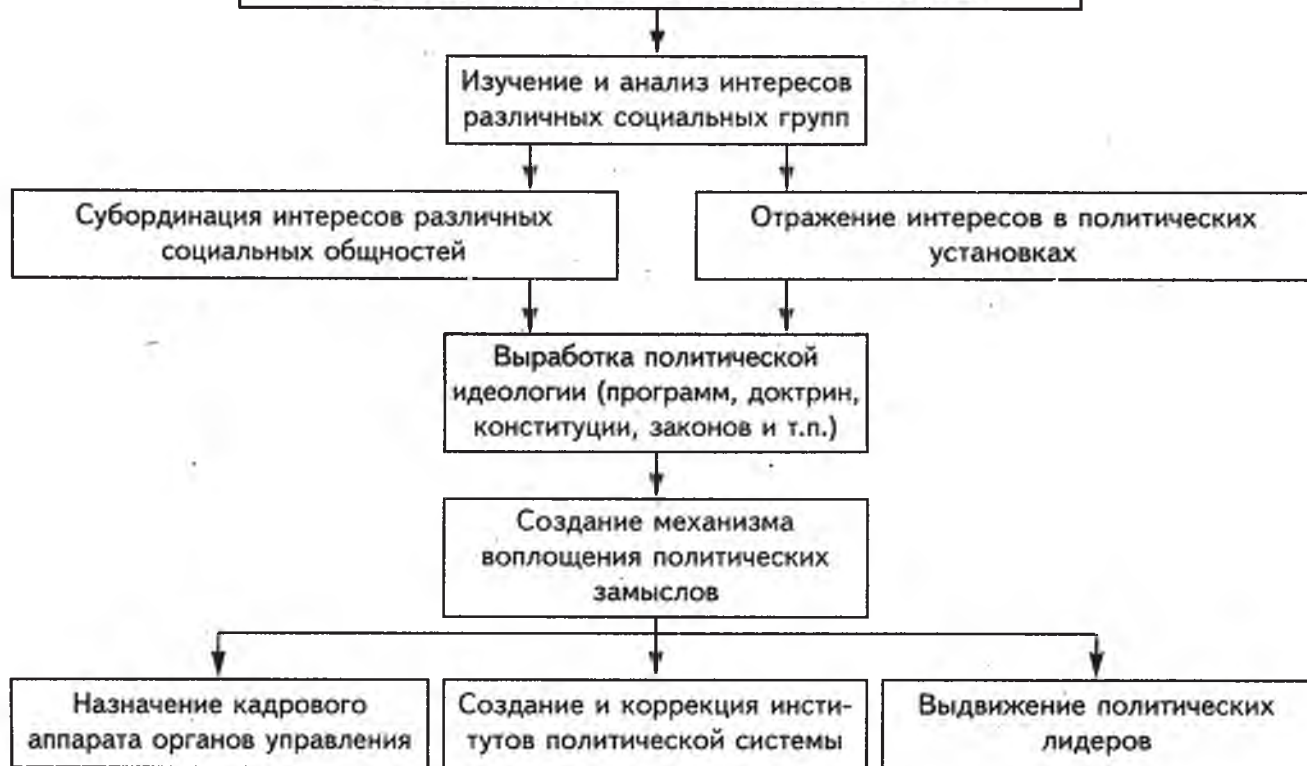 Изучение и анализ интересов
различных социальных групп
Субординация интересов различных
социальных общностей
Отражение интересов в политических
установках
Выработка политической
идеологии (программ, доктрин,
конституции, законов и т.п.)
Создание механизма
воплощения политических
замыслов
Назначение кадрового
аппарата органов управления
Создание и коррекция инсти-
тутов политической системы
Выдвижение политических
лидеров